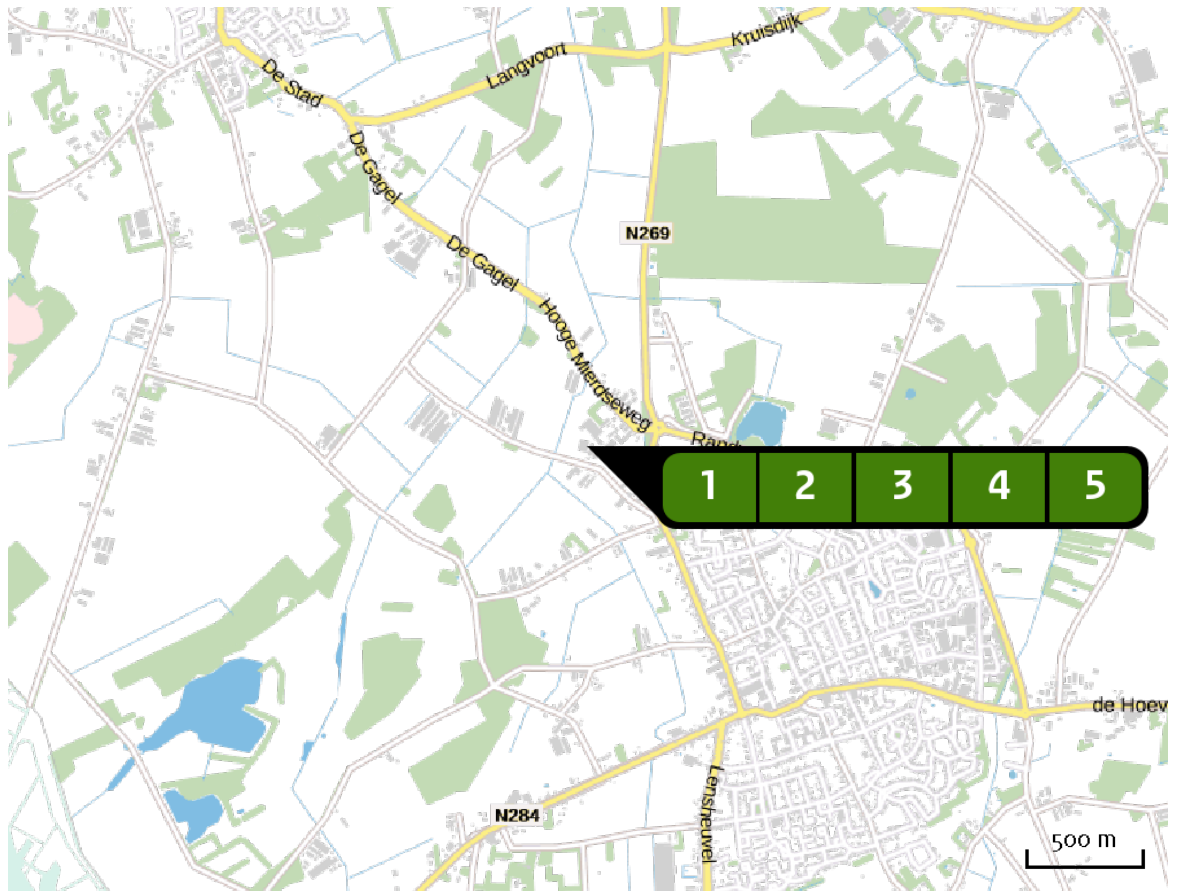 Kruisdijk
Langvoort
De Stad
De Gagel
N269
De Gagel
Hooge Mierdseweg
1 2 3 4 5
de Hoev
Lensheuvel
N284
500 m